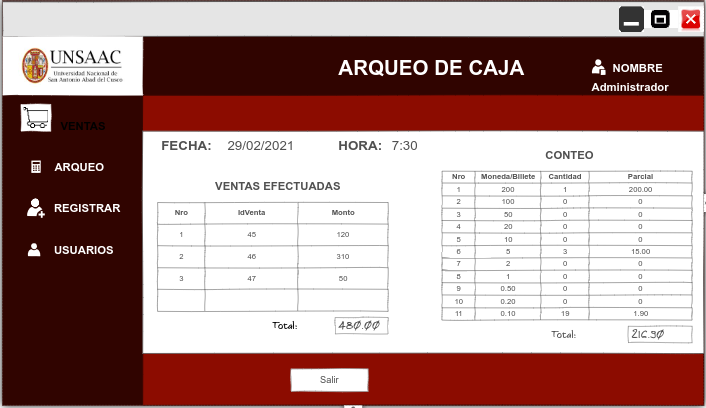 UNSAAC
Universidad Nacional de
San Antonio Abad del Cusco
ARQUEO DE CAJA
NOMBRE
Administrador
VENTAS
ARQUEO
REGISTRAR
USUARIOS
FECHA: 29/02/2021 HORA: 7:30
VENTAS EFECTUADAS
Nro IdVenta Monto
1 45 120
2 46 310
3 47 50
Total: 480.00
CONTEO
Nro Moneda/Billete Cantidad Parcial
1 200 1 200.00
2 100 0 0
3 50 0 0
4 20 0 0
5 10 0 0
6 5 3 15.00
7 2 0 0
8 1 0 0
9 0.50 0 0
10 0.20 0 0
11 0.10 19 1.90
Total: 216.90
Salir